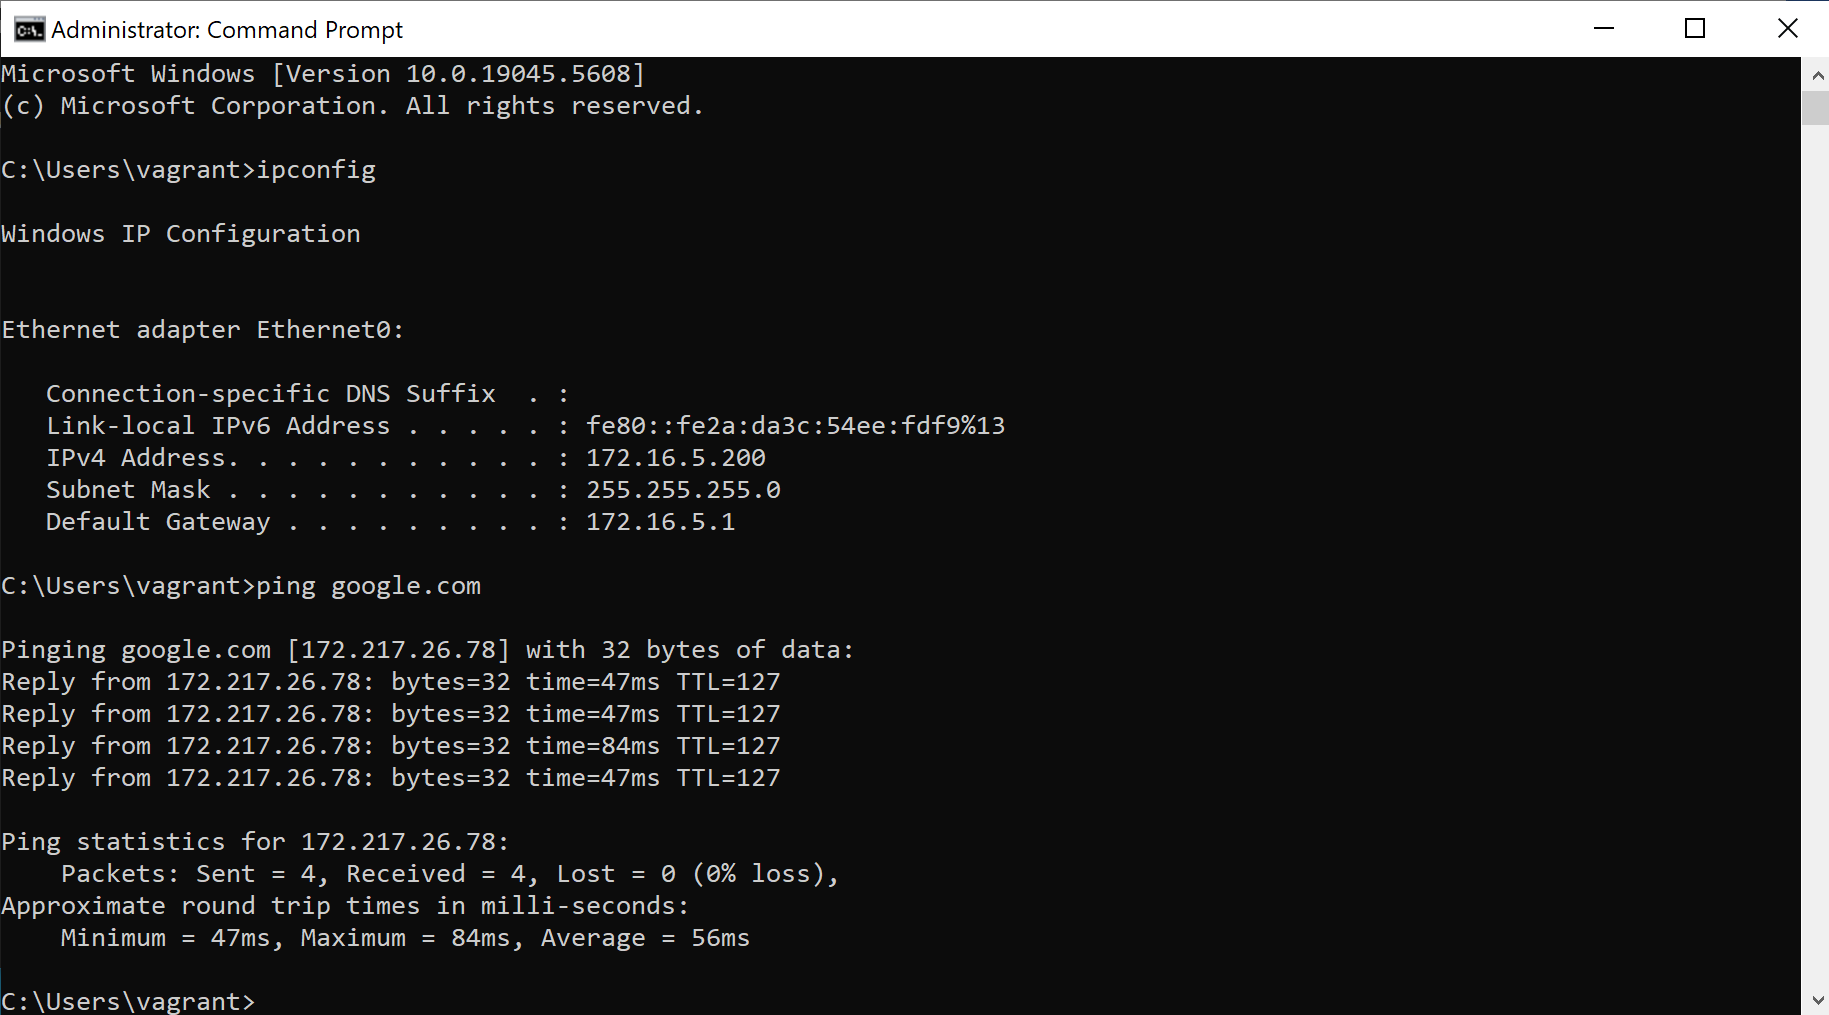 Administrator: Command Prompt
Microsoft Windows [Version 10.0.19045.5608]
(c) Microsoft Corporation. All rights reserved.
C:\Users\vagrant>ipconfig
Windows IP Configuration
Ethernet adapter Ethernet0:
   Connection-specific DNS Suffix  . :
   Link-local IPv6 Address . . . . . : fe80::fe2a:da3c:54ee:fdf9%13
   IPv4 Address. . . . . . . . . . . : 172.16.5.200
   Subnet Mask . . . . . . . . . . . : 255.255.255.0
   Default Gateway . . . . . . . . . : 172.16.5.1
C:\Users\vagrant>ping google.com
Pinging google.com [172.217.26.78] with 32 bytes of data:
Reply from 172.217.26.78: bytes=32 time=47ms TTL=127
Reply from 172.217.26.78: bytes=32 time=47ms TTL=127
Reply from 172.217.26.78: bytes=32 time=84ms TTL=127
Reply from 172.217.26.78: bytes=32 time=47ms TTL=127
Ping statistics for 172.217.26.78:
    Packets: Sent = 4, Received = 4, Lost = 0 (0% loss),
Approximate round trip times in milli-seconds:
    Minimum = 47ms, Maximum = 84ms, Average = 56ms
C:\Users\vagrant>